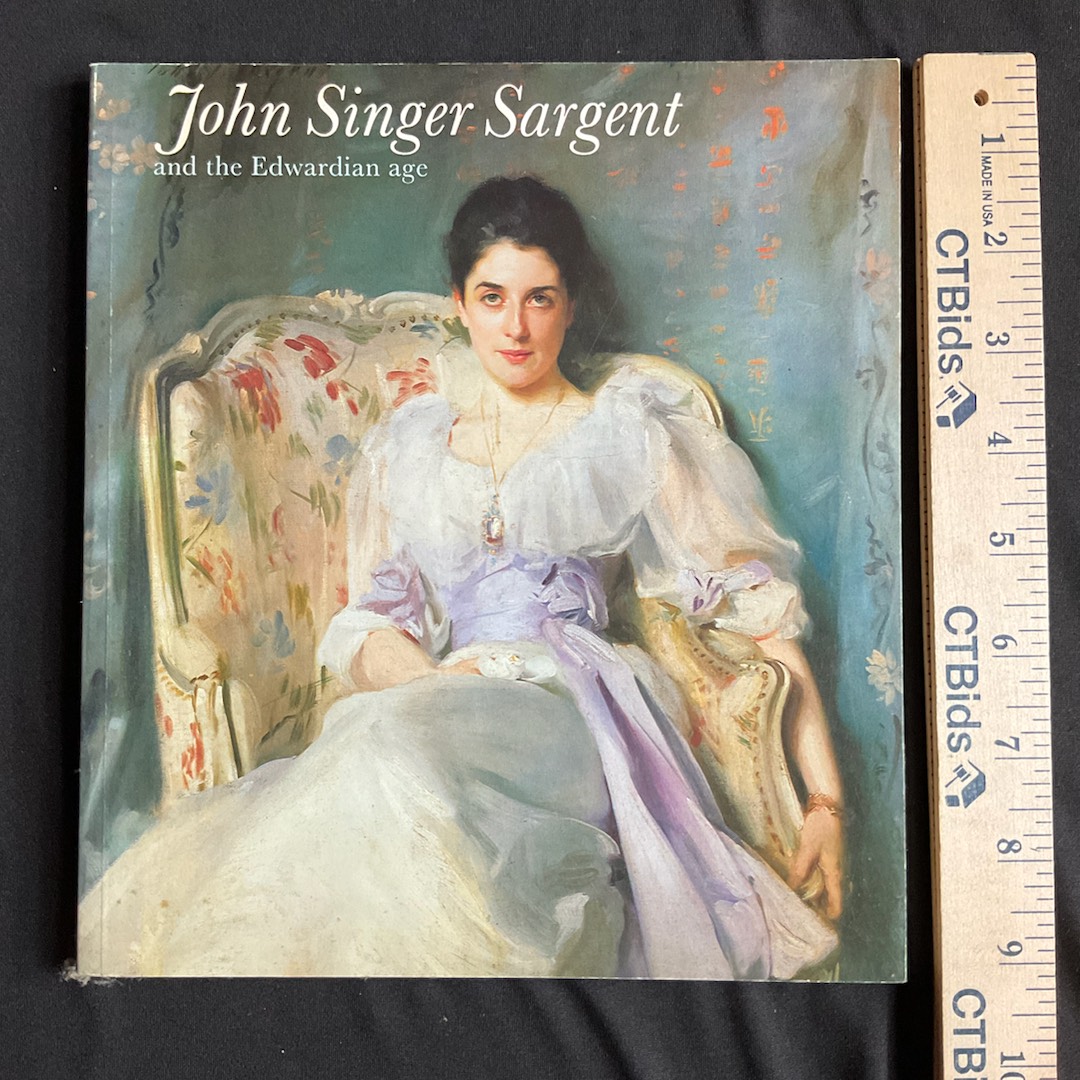 John Singer Sargent
and the Edwardian age
1
MADE IN USA
2
CTBids
3
4
5
CTBids
6
7
8
9
CTB